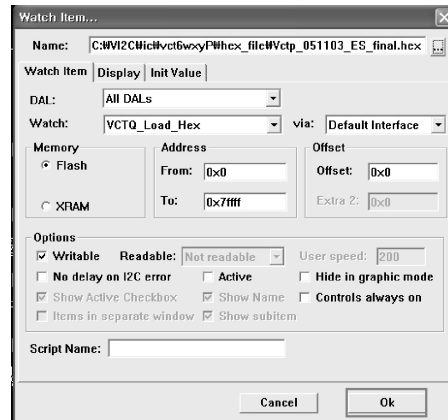 Watch Item...
Name: C:₩VI2C₩ic₩vct6wxyP₩hex_file₩Vctp_051103_ES_final.hex ...
Watch Item Display Init Value
DAL: All DALs
Watch: VCTQ_Load_Hex via: Default Interface
Memory Address Offset
Flash From: 0x0 Offset: 0x0
XRAM To: 0x7ffff Extra 2: 0x0
Options
Writable Readable: Not readable User speed: 200
No delay on I2C error Active Hide in graphic mode
Show Active Checkbox Show Name Controls always on
Items in separate window Show subitem
Script Name:
Cancel Ok